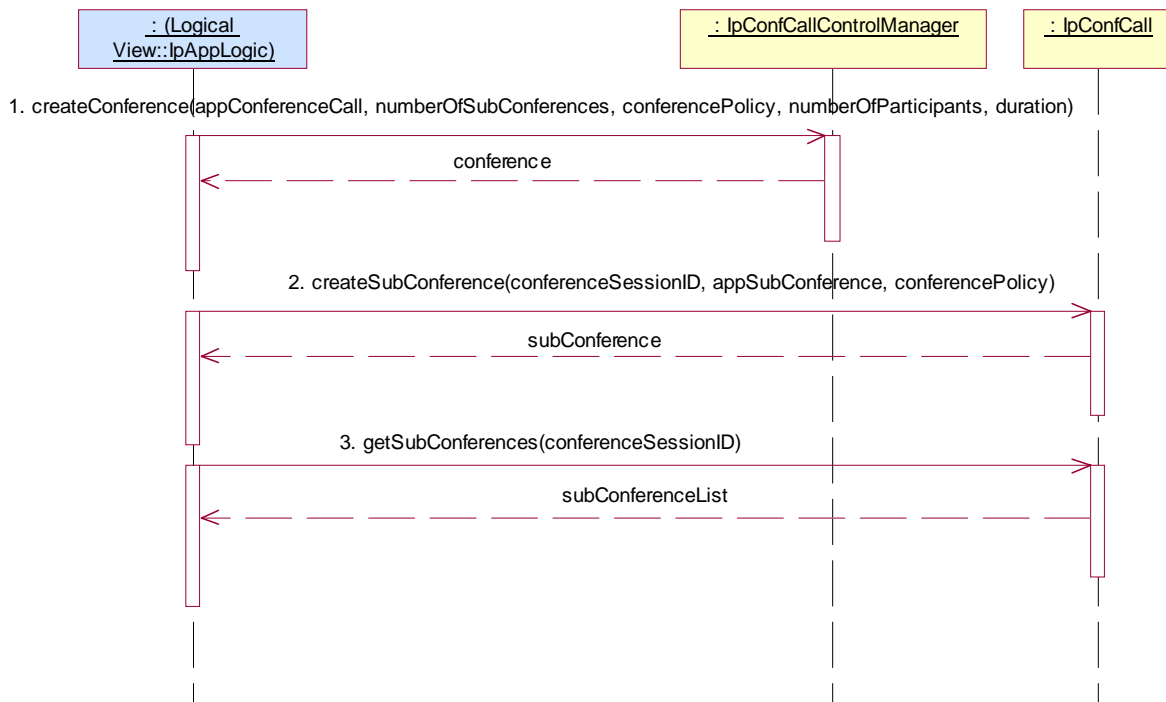 : (Logical
View::IpAppLogic)
: IpConfCallControlManager
: IpConfCall
1. createConference(appConferenceCall, numberOfSubConferences, conferencePolicy, numberOfParticipants, duration)
conference
2. createSubConference(conferenceSessionID, appSubConference, conferencePolicy)
subConference
3. getSubConferences(conferenceSessionID)
subConferenceList